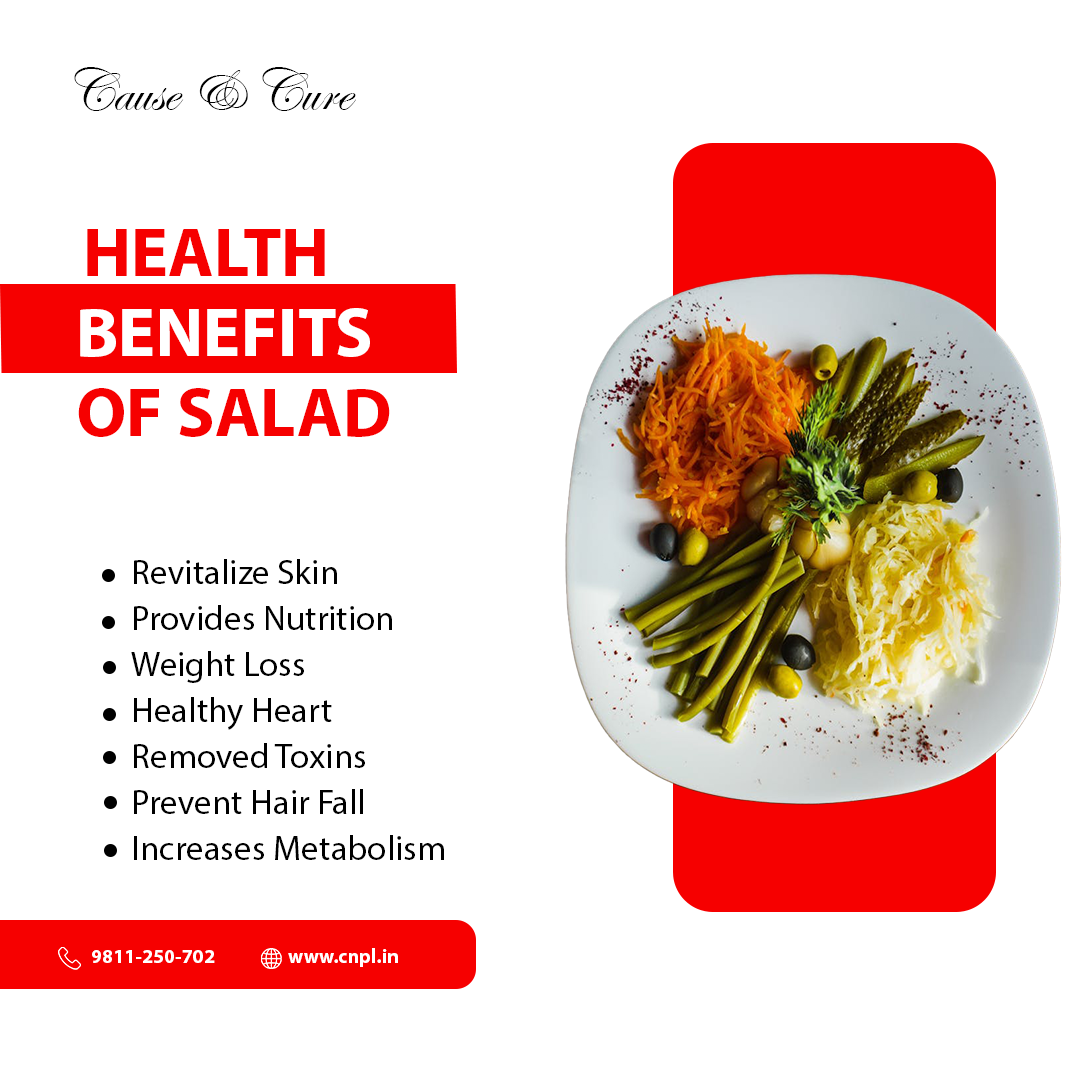 Cause & Cure
HEALTH
BENEFITS
OF SALAD
• Revitalize Skin
• Provides Nutrition
• Weight Loss
• Healthy Heart
• Removed Toxins
• Prevent Hair Fall
• Increases Metabolism
9811-250-702 www.cnpl.in